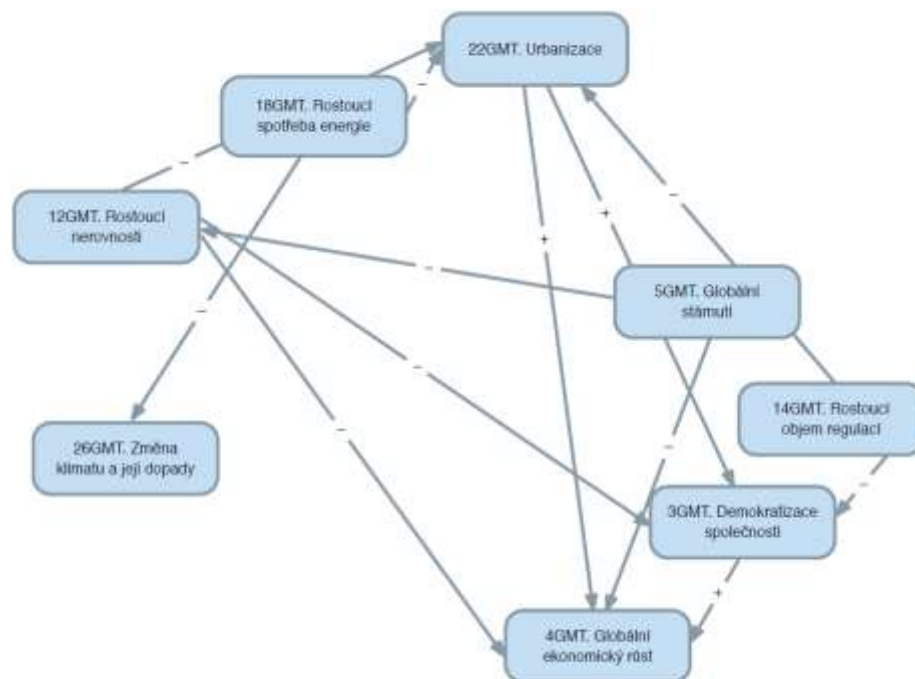 22GMT. Urbanizace
18GMT. Rostoucí
spotřeba energie
–
–
12GMT. Rostoucí
nerovnosti
–
+
+
–
–
5GMT. Globální
stárnutí
–
–
–
14GMT. Rostoucí
objem regulací
26GMT. Změna
klimatu a její dopady
–
–
3GMT. Demokratizace
společnosti
+
4GMT. Globální
ekonomický růst